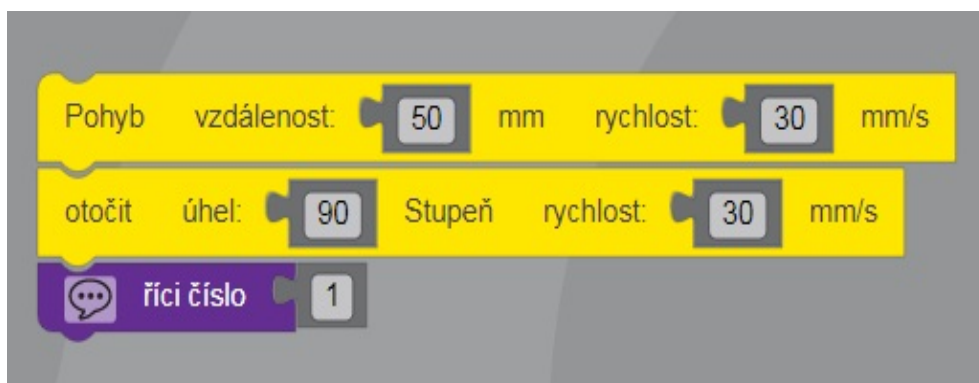 Pohyb vzdálenost: 50 mm rychlost: 30 mm/s
otočit úhel: 90 Stupeň rychlost: 30 mm/s
říci číslo 1